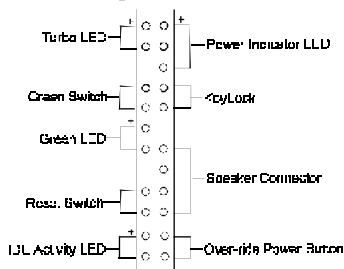 + +
Turbo LED
Power Indicator LED
Green Switch
KeyLock
+
Green LED
Speaker Connector
Reset Switch
+
IDE Activity LED
Over-ride Power Button